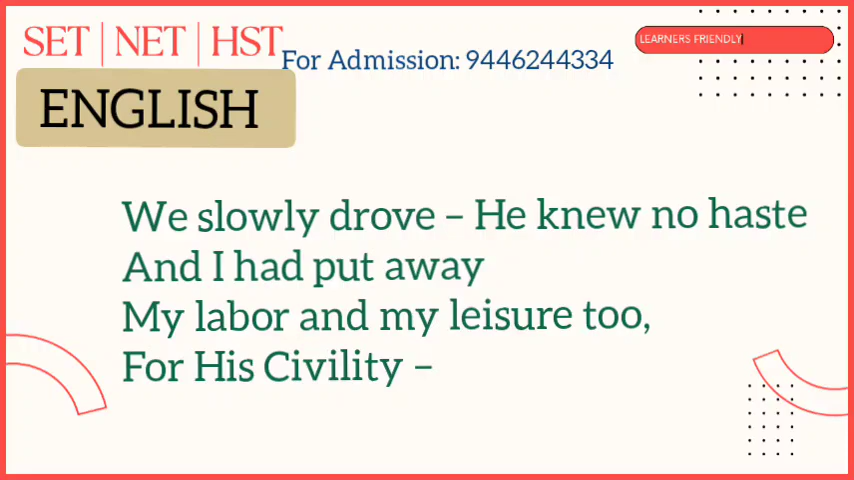 SET | NET | HST
For Admission: 9446244334
LEARNERS FRIENDLY
ENGLISH
We slowly drove – He knew no haste
And I had put away
My labor and my leisure too,
For His Civility –